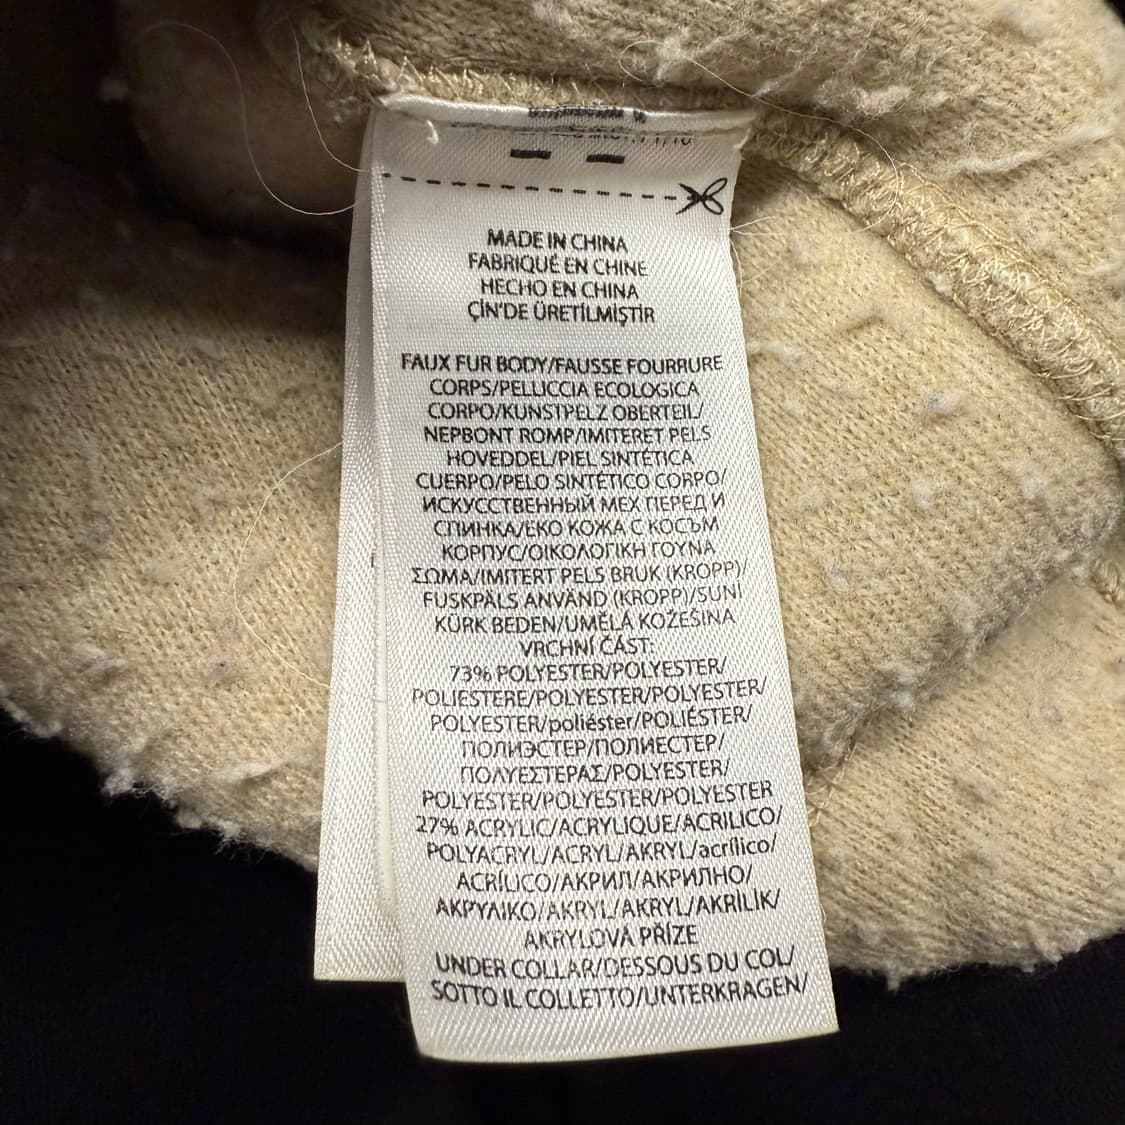 MADE IN CHINA
FABRIQUÉ EN CHINE
HECHO EN CHINA
ÇİN'DE ÜRETİLMİŞTİR
FAUX FUR BODY/FAUSSE FOURRURE
CORPS/PELLICCIA ECOLOGICA
CORPO/KUNSTPELZ OBERTEIL/
NEPBONT ROMP/IMITERET PELS
HOVEDDEL/PIEL SINTÉTICA
CUERPO/PELO SINTÉTICO CORPO/
ИСКУССТВЕННЫЙ МЕХ ПЕРЕД И
СПИНКА/ЕКО КОЖА С КОСЪМ
КОРПУС/ΟΙΚΟΛΟΓΙΚΗ ΓΟΥΝΑ
ΣΩΜΑ/IMITERT PELS BRUK (KROPP)/
FUSKPÄLS ANVÄND (KROPP)/SUNİ
KÜRK BEDEN/UMĚLÁ KOŽEŠINA
VRCHNÍ ČÁST:
73% POLYESTER/POLYESTER/
POLIESTERE/POLYESTER/POLYESTER/
POLYESTER/poliéster/POLIÉSTER/
ПОЛИЭСТЕР/ПОЛИЕСТЕР/
ΠΟΛΥΕΣΤΕΡΑΣ/POLYESTER/
POLYESTER/POLYESTER/POLYESTER
27% ACRYLIC/ACRYLIQUE/ACRILICO/
POLYACRYL/ACRYL/AKRYL/acrílico/
ACRÍLICO/АКРИЛ/АКРИЛНО/
ΑΚΡΥΛΙΚΟ/AKRYL/AKRYL/AKRİLİK/
AKRYLOVÁ PŘÍZE
UNDER COLLAR/DESSOUS DU COL/
SOTTO IL COLLETTO/UNTERKRAGEN/